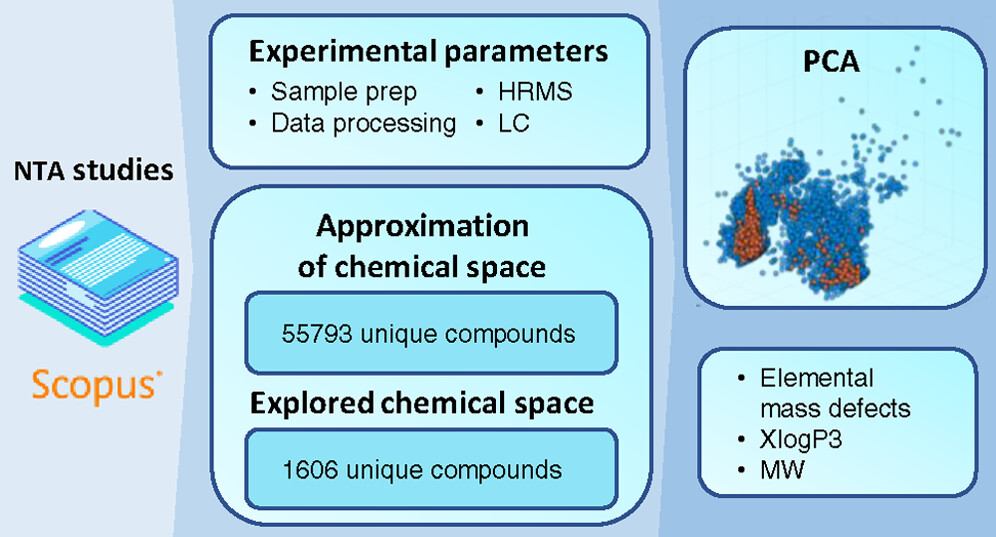 NTA studies
Scopus®
Experimental parameters
• Sample prep
• Data processing
• HRMS
• LC
Approximation
of chemical space
55793 unique compounds
Explored chemical space
1606 unique compounds
PCA
• Elemental
mass defects
• XlogP3
• MW